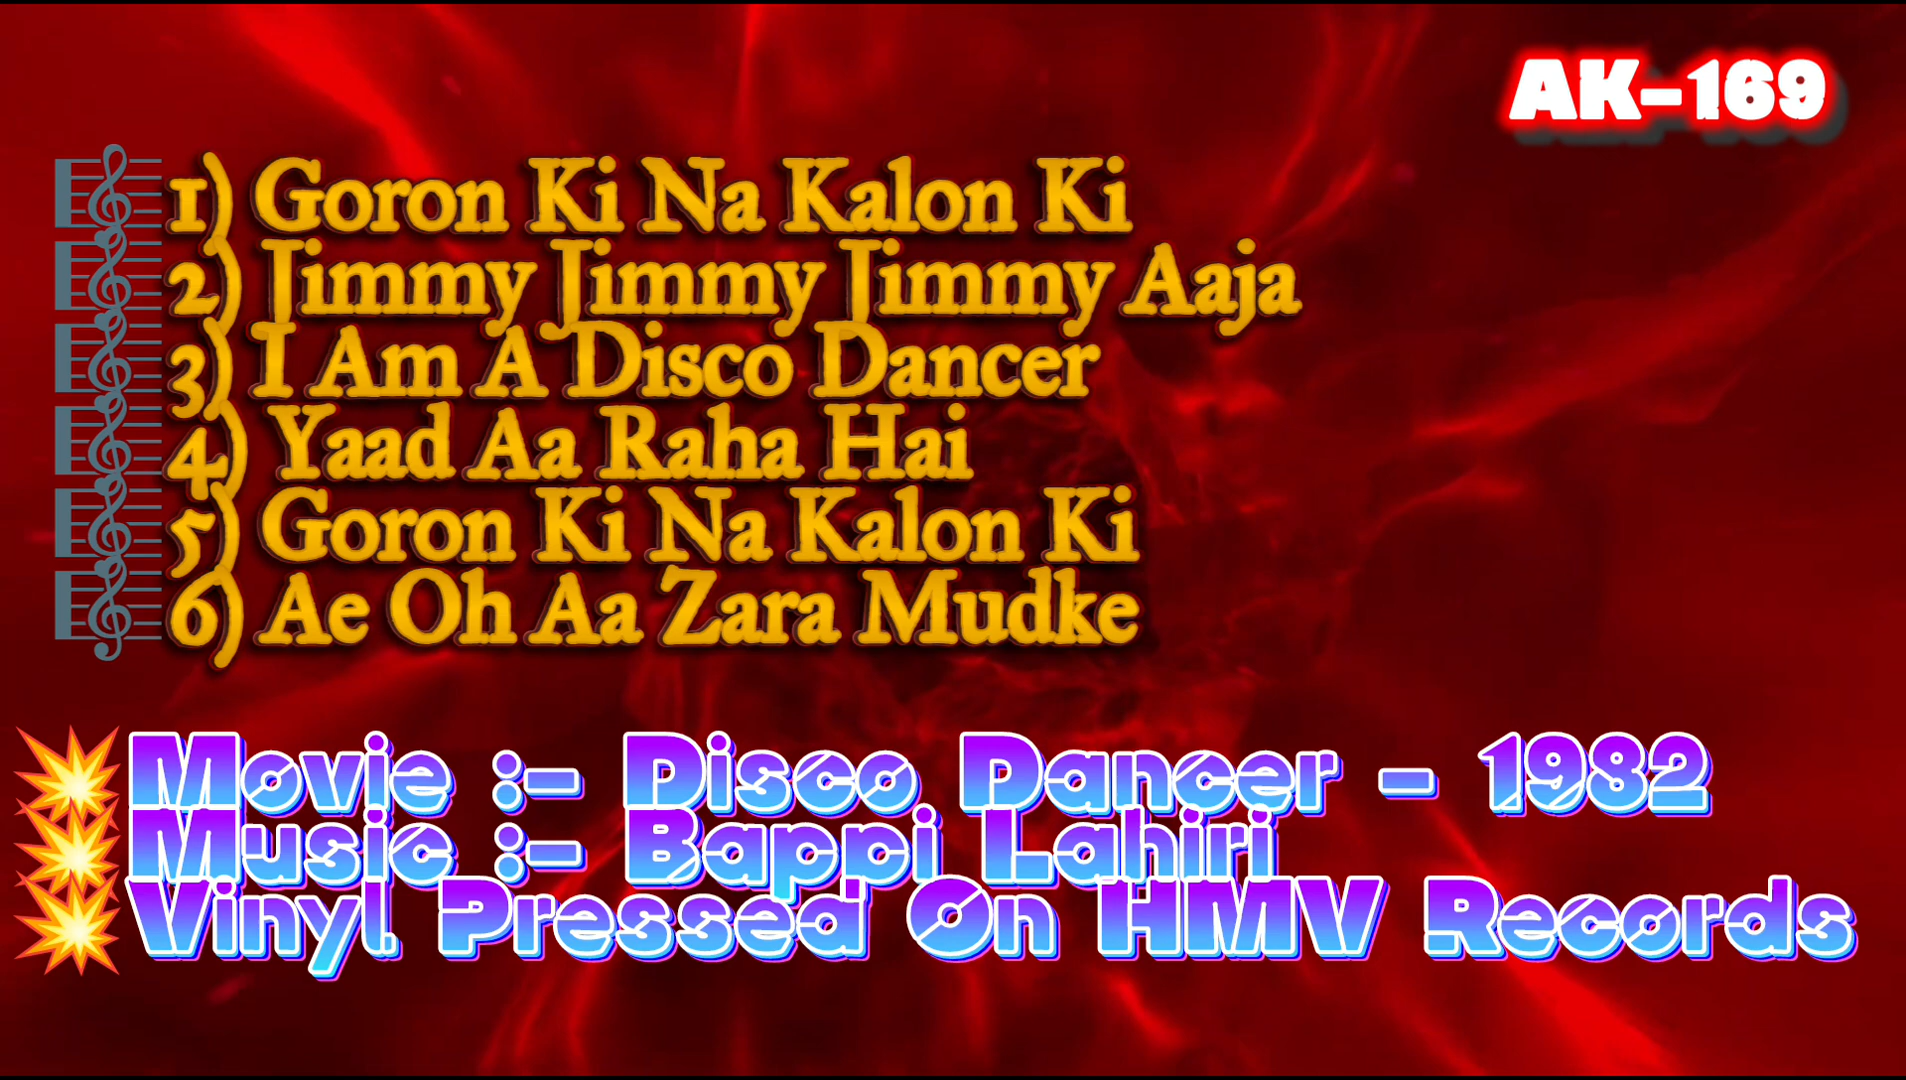 AK-169
🎼1) Goron Ki Na Kalon Ki
🎼2) Jimmy Jimmy Jimmy Aaja
🎼3) I Am A Disco Dancer
🎼4) Yaad Aa Raha Hai
🎼5) Goron Ki Na Kalon Ki
🎼6) Ae Oh Aa Zara Mudke
💥Movie :- Disco Dancer - 1982
💥Music :- Bappi Lahiri
💥Vinyl Pressed On HMV Records